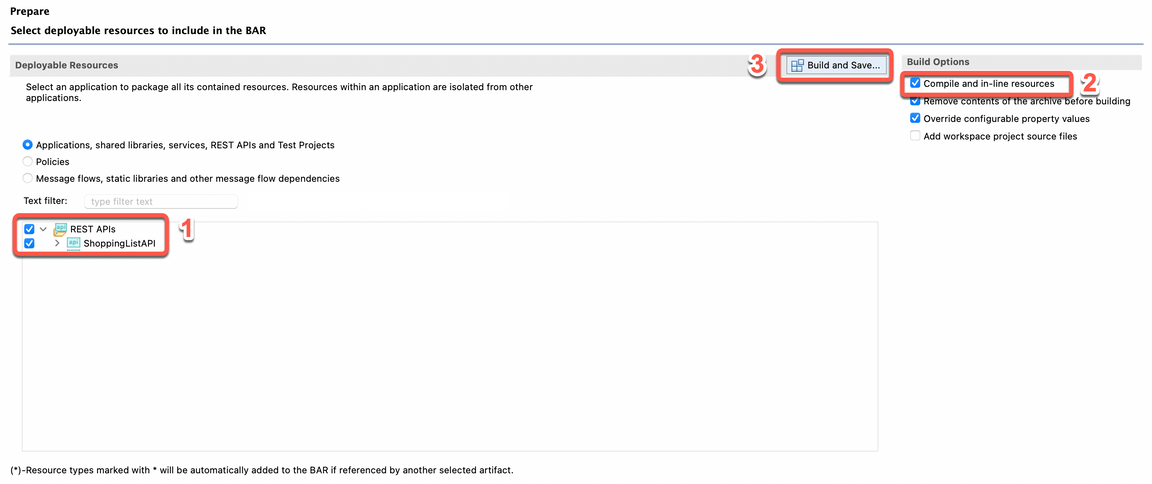 Prepare
Select deployable resources to include in the BAR
Deployable Resources
3
Build and Save...
Build Options
Select an application to package all its contained resources. Resources within an application are isolated from other
applications.
Compile and in-line resources
2
Remove contents of the archive before building
Override configurable property values
Add workspace project source files
Applications, shared libraries, services, REST APIs and Test Projects
Policies
Message flows, static libraries and other message flow dependencies
Text filter:
type filter text
REST APIs
1
api
ShoppingListAPI
(*)-Resource types marked with * will be automatically added to the BAR if referenced by another selected artifact.